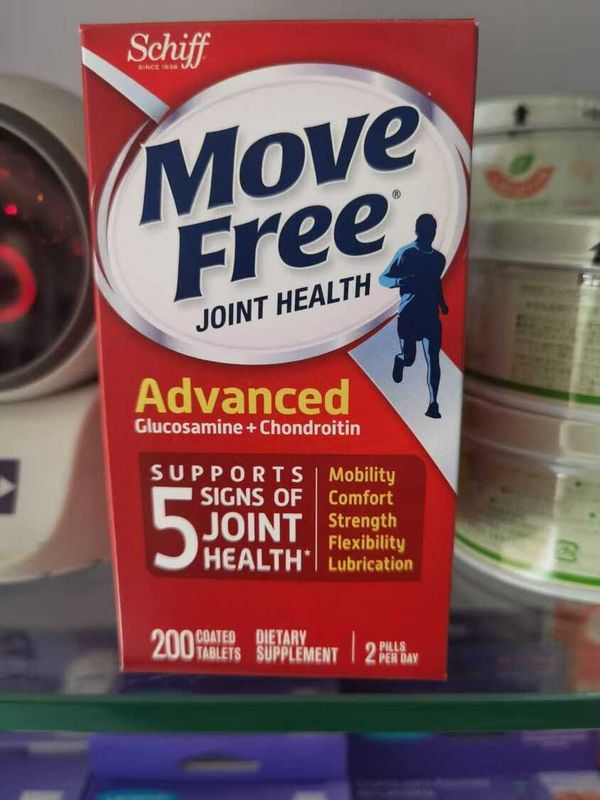 Schiff
SINCE 1936
Move
Free®
JOINT HEALTH
Advanced
Glucosamine + Chondroitin
SUPPORTS
5 SIGNS OF
JOINT
HEALTH*
Mobility
Comfort
Strength
Flexibility
Lubrication
200 COATED
TABLETS
DIETARY
SUPPLEMENT
2 PILLS
PER DAY